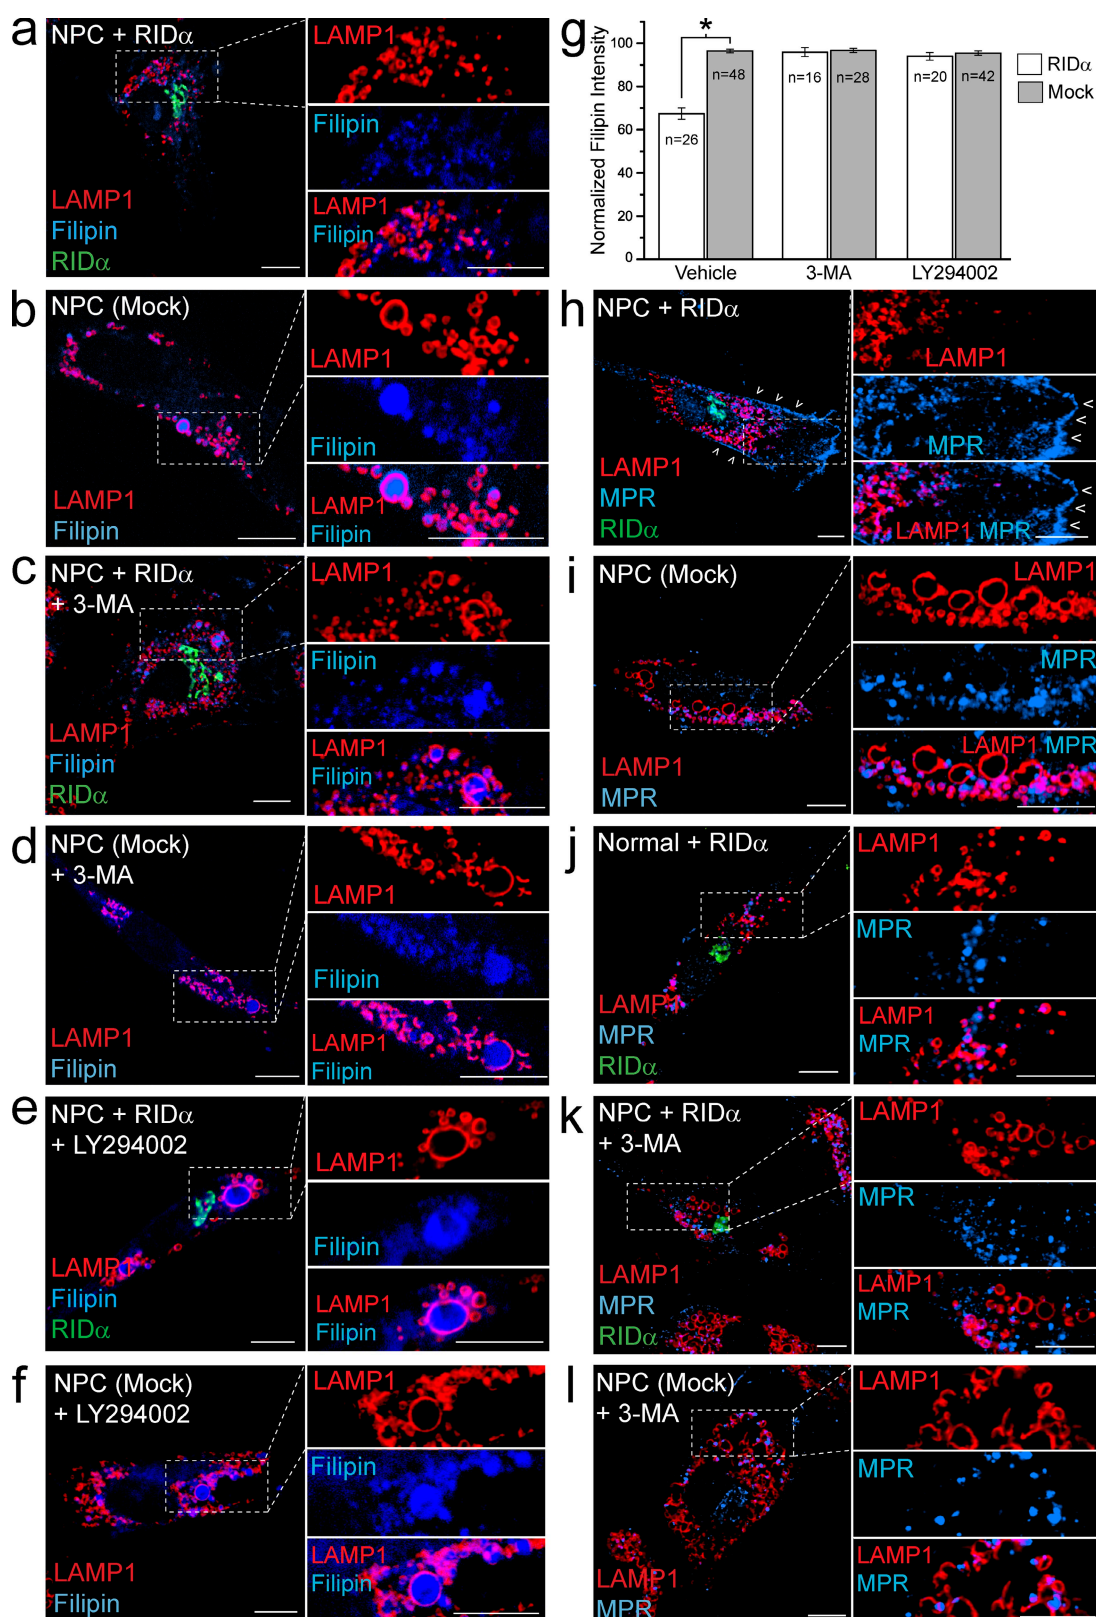 a
NPC + RIDα
LAMP1
Filipin
RIDα
LAMP1
Filipin
LAMP1
Filipin
b
NPC (Mock)
LAMP1
Filipin
LAMP1
Filipin
LAMP1
Filipin
c
NPC + RIDα
+ 3-MA
LAMP1
Filipin
RIDα
LAMP1
Filipin
LAMP1
Filipin
d
NPC (Mock)
+ 3-MA
LAMP1
Filipin
LAMP1
Filipin
LAMP1
Filipin
e
NPC + RIDα
+ LY294002
LAMP1
Filipin
RIDα
LAMP1
Filipin
LAMP1
Filipin
f
NPC (Mock)
+ LY294002
LAMP1
Filipin
LAMP1
Filipin
LAMP1
Filipin
g
Normalized Filipin Intensity
100
80
60
40
20
0
*
n=26
n=48
n=16
n=28
n=20
n=42
Vehicle
3-MA
LY294002
RIDα
Mock
h
NPC + RIDα
LAMP1
MPR
RIDα
LAMP1
MPR
LAMP1 MPR
i
NPC (Mock)
LAMP1
MPR
LAMP1
MPR
LAMP1 MPR
j
Normal + RIDα
LAMP1
MPR
RIDα
LAMP1
MPR
LAMP1
MPR
k
NPC + RIDα
+ 3-MA
LAMP1
MPR
RIDα
LAMP1
MPR
LAMP1
MPR
l
NPC (Mock)
+ 3-MA
LAMP1
MPR
LAMP1
MPR
LAMP1
MPR